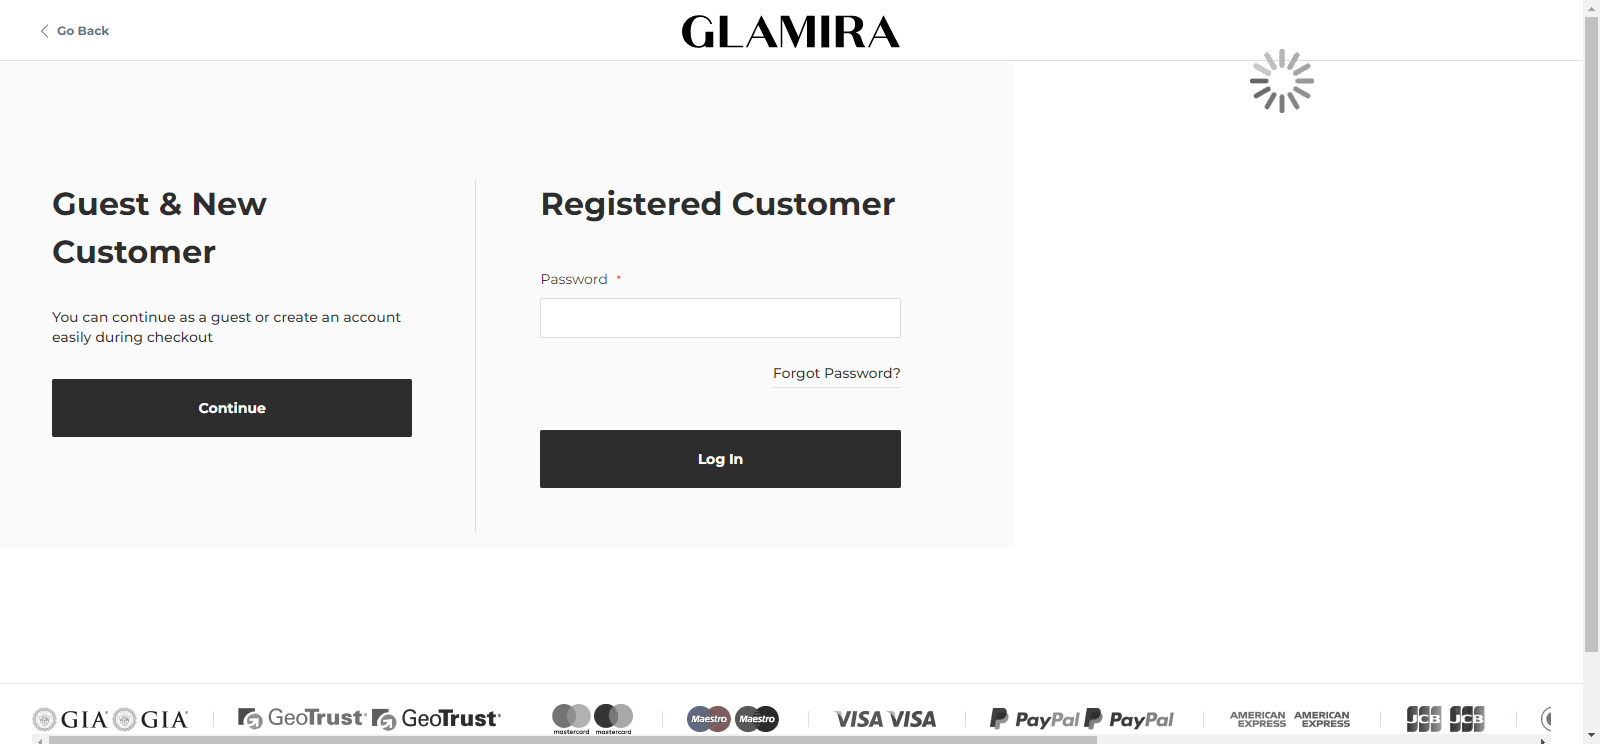 Go Back
GLAMIRA
Guest & New
Customer
You can continue as a guest or create an account
easily during checkout
Continue
Registered Customer
Password *
Forgot Password?
Log In
GIA GIA GeoTrust GeoTrust mastercard mastercard Maestro Maestro VISA VISA PayPal PayPal AMERICAN EXPRESS AMERICAN EXPRESS JCB JCB